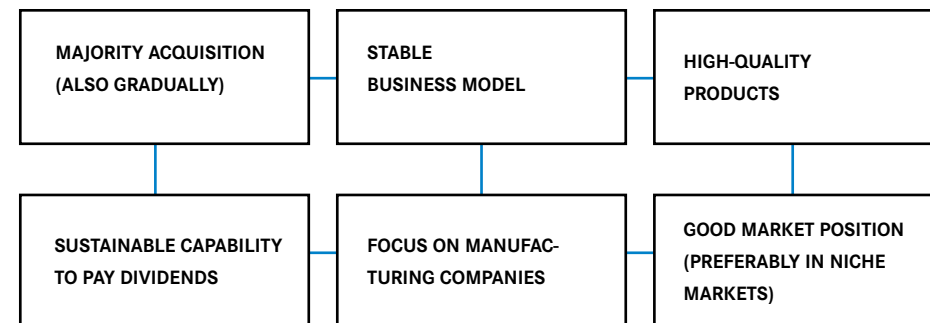 MAJORITY ACQUISITION
(ALSO GRADUALLY)
STABLE
BUSINESS MODEL
HIGH-QUALITY
PRODUCTS
SUSTAINABLE CAPABILITY
TO PAY DIVIDENDS
FOCUS ON MANUFAC-
TURING COMPANIES
GOOD MARKET POSITION
(PREFERABLY IN NICHE
MARKETS)